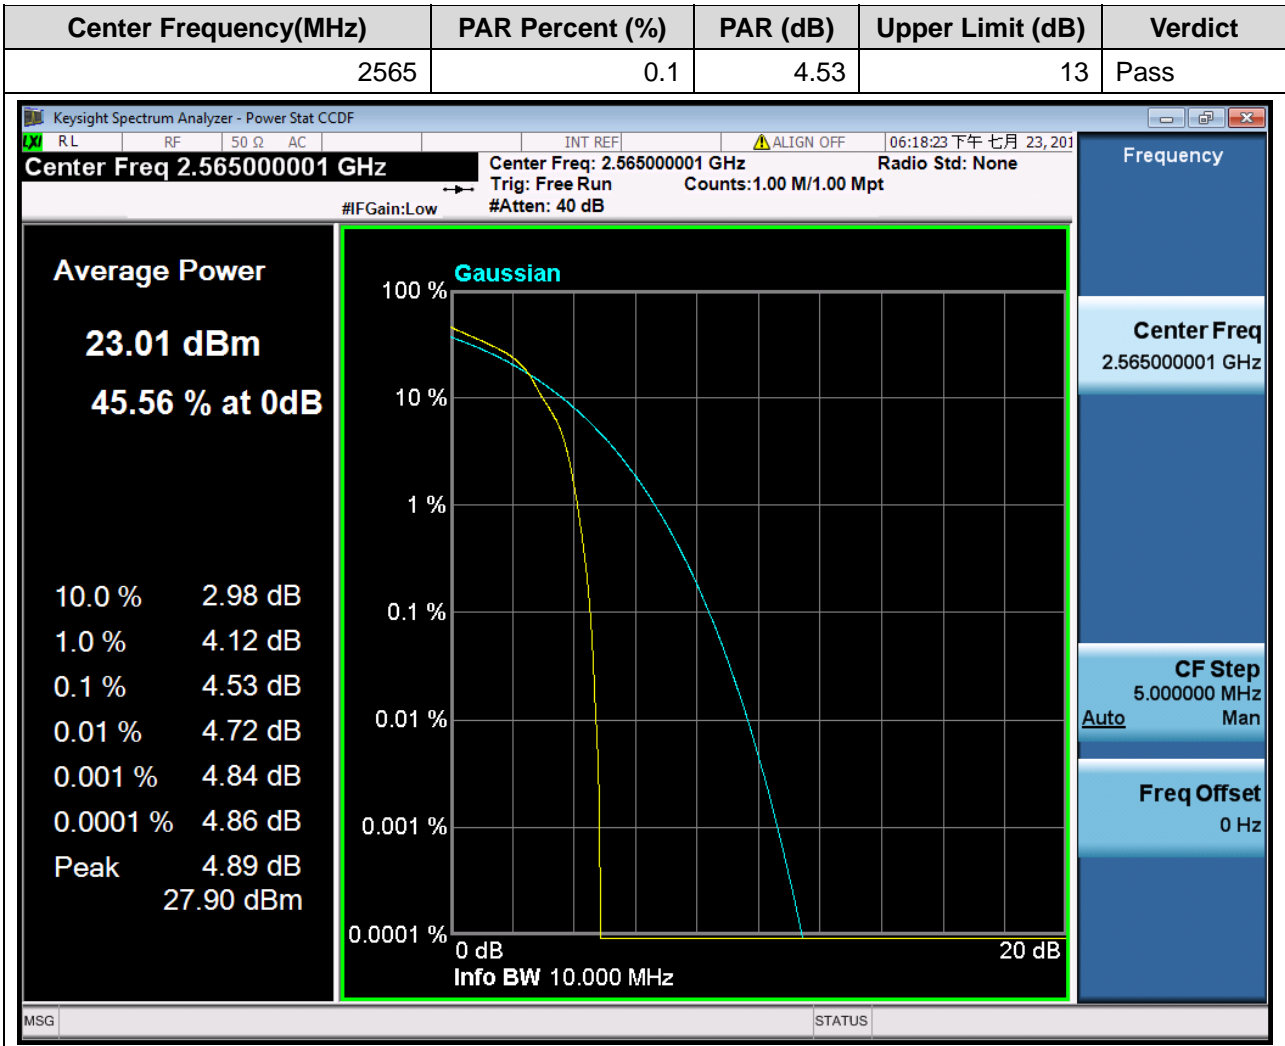 Center Frequency(MHz) PAR Percent (%) PAR (dB) Upper Limit (dB) Verdict
2565 0.1 4.53 13 Pass
Keysight Spectrum Analyzer - Power Stat CCDF
LXI RL RF 50 Ω AC INT REF ALIGN OFF 06:18:23 下午 七月 23, 201
Center Freq 2.565000001 GHz
#IFGain:Low
Center Freq: 2.565000001 GHz Radio Std: None
Trig: Free Run Counts:1.00 M/1.00 Mpt
#Atten: 40 dB
Average Power
23.01 dBm
45.56 % at 0dB
10.0 % 2.98 dB
1.0 % 4.12 dB
0.1 % 4.53 dB
0.01 % 4.72 dB
0.001 % 4.84 dB
0.0001 % 4.86 dB
Peak 4.89 dB
27.90 dBm
Gaussian
100 %
10 %
1 %
0.1 %
0.01 %
0.001 %
0.0001 %
0 dB 20 dB
Info BW 10.000 MHz
Frequency
Center Freq
2.565000001 GHz
CF Step
5.000000 MHz
Auto Man
Freq Offset
0 Hz
MSG STATUS